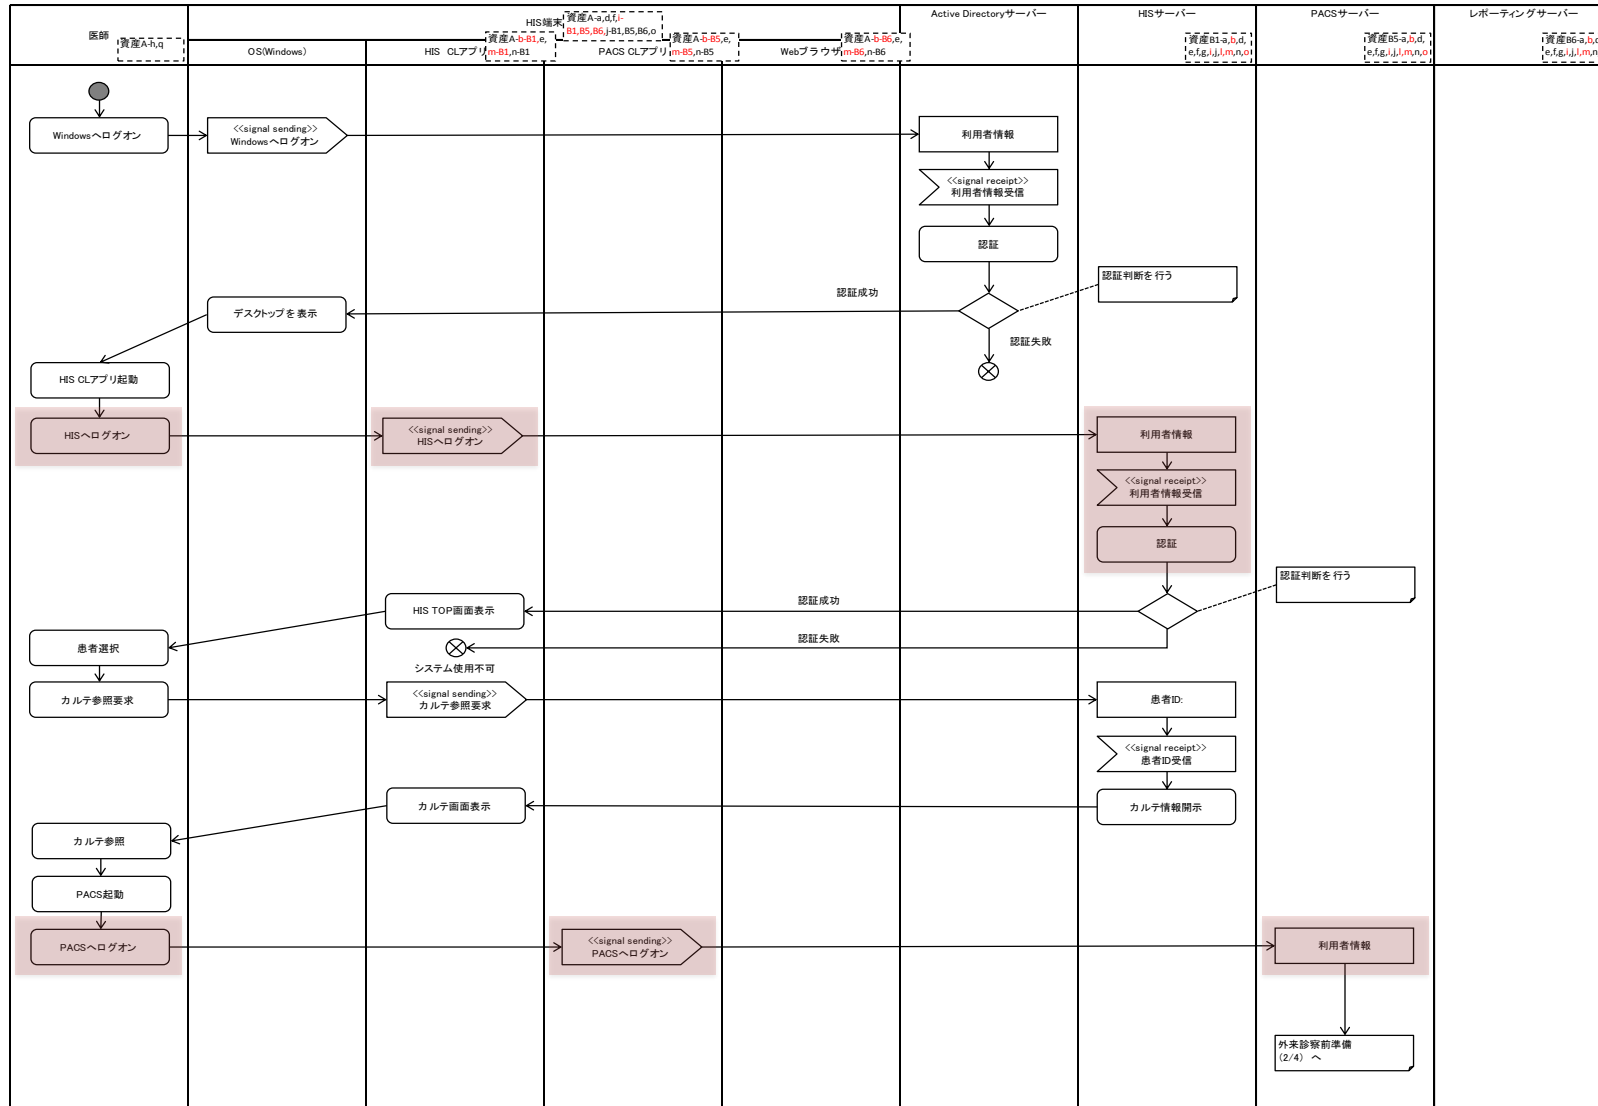 医師
資産A-h,q
HIS端末
資産A-a,d,f,i-
B1,B5,B6,j-B1,B5,B6,o
OS(Windows)
HIS CLアプリ
資産A-b-B1,e,
m-B1,n-B1
PACS CLアプリ
資産A-b-B5,e,
m-B5,n-B5
Webブラウザ
資産A-b-B6,e,
m-B6,n-B6
Active Directoryサーバー
HISサーバー
資産B1-a,b,d,
e,f,g,i,j,l,m,n,o
PACSサーバー
資産B5-a,b,d,
e,f,g,i,j,l,m,n,o
レポーティングサーバー
資産B6-a,b,d
e,f,g,i,j,l,m,n
Windowsへログオン
<<signal sending>>
Windowsへログオン
利用者情報
<<signal receipt>>
利用者情報受信
認証
認証判断を行う
認証成功
デスクトップを表示
認証失敗
HIS CLアプリ起動
HISへログオン
<<signal sending>>
HISへログオン
利用者情報
<<signal receipt>>
利用者情報受信
認証
認証判断を行う
認証成功
HIS TOP画面表示
認証失敗
システム使用不可
患者選択
カルテ参照要求
<<signal sending>>
カルテ参照要求
患者ID:
<<signal receipt>>
患者ID受信
カルテ情報開示
カルテ画面表示
カルテ参照
PACS起動
PACSへログオン
<<signal sending>>
PACSへログオン
利用者情報
外来診察前準備
(2/4) へ